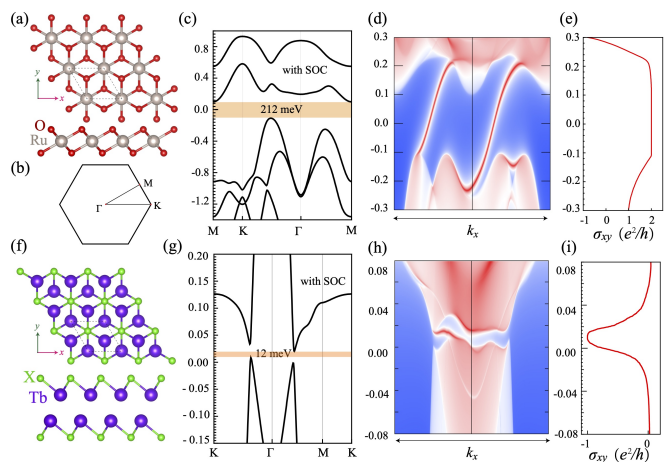 (a)
y
x
O
Ru
(b)
M
Γ
K
(c)
0.8
0.4
0.0
-0.4
-0.8
-1.2
with SOC
212 meV
M K Γ M
(d)
0.3
0.2
0.1
0.0
-0.1
-0.2
-0.3
kx
(e)
0.3
0.2
0.1
0.0
-0.1
-0.2
-0.3
-1 0 1 2
σxy (e²/h)
(f)
y
x
X
Tb
(g)
0.20
0.15
0.10
0.05
0.00
-0.05
-0.10
-0.15
with SOC
12 meV
K Γ M K
(h)
0.08
0.04
0.00
-0.04
-0.08
kx
(i)
0.08
0.04
0.00
-0.04
-0.08
-1 0
σxy (e²/h)